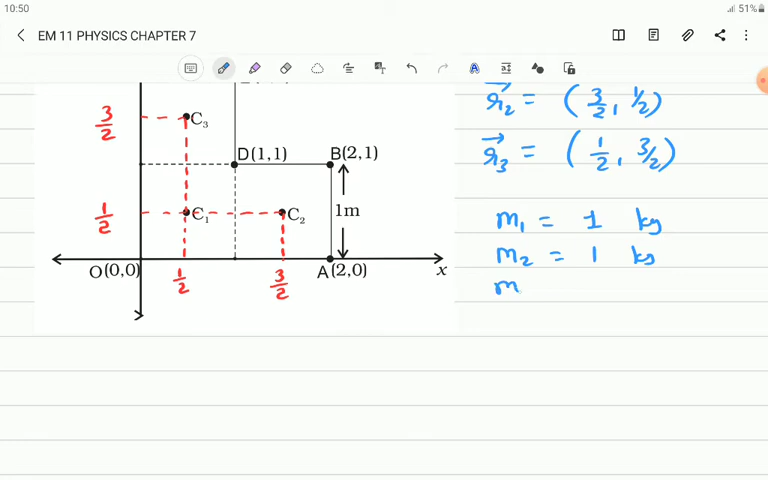 10:50 51%
EM 11 PHYSICS CHAPTER 7
3/2 C₃
D(1,1) B(2,1)
1/2 C₁ C₂ 1m
O(0,0) 1/2 3/2 A(2,0) x
r⃗₂ = (3/2, 1/2)
r⃗₃ = (1/2, 3/2)
m₁ = 1 kg
m₂ = 1 kg
m